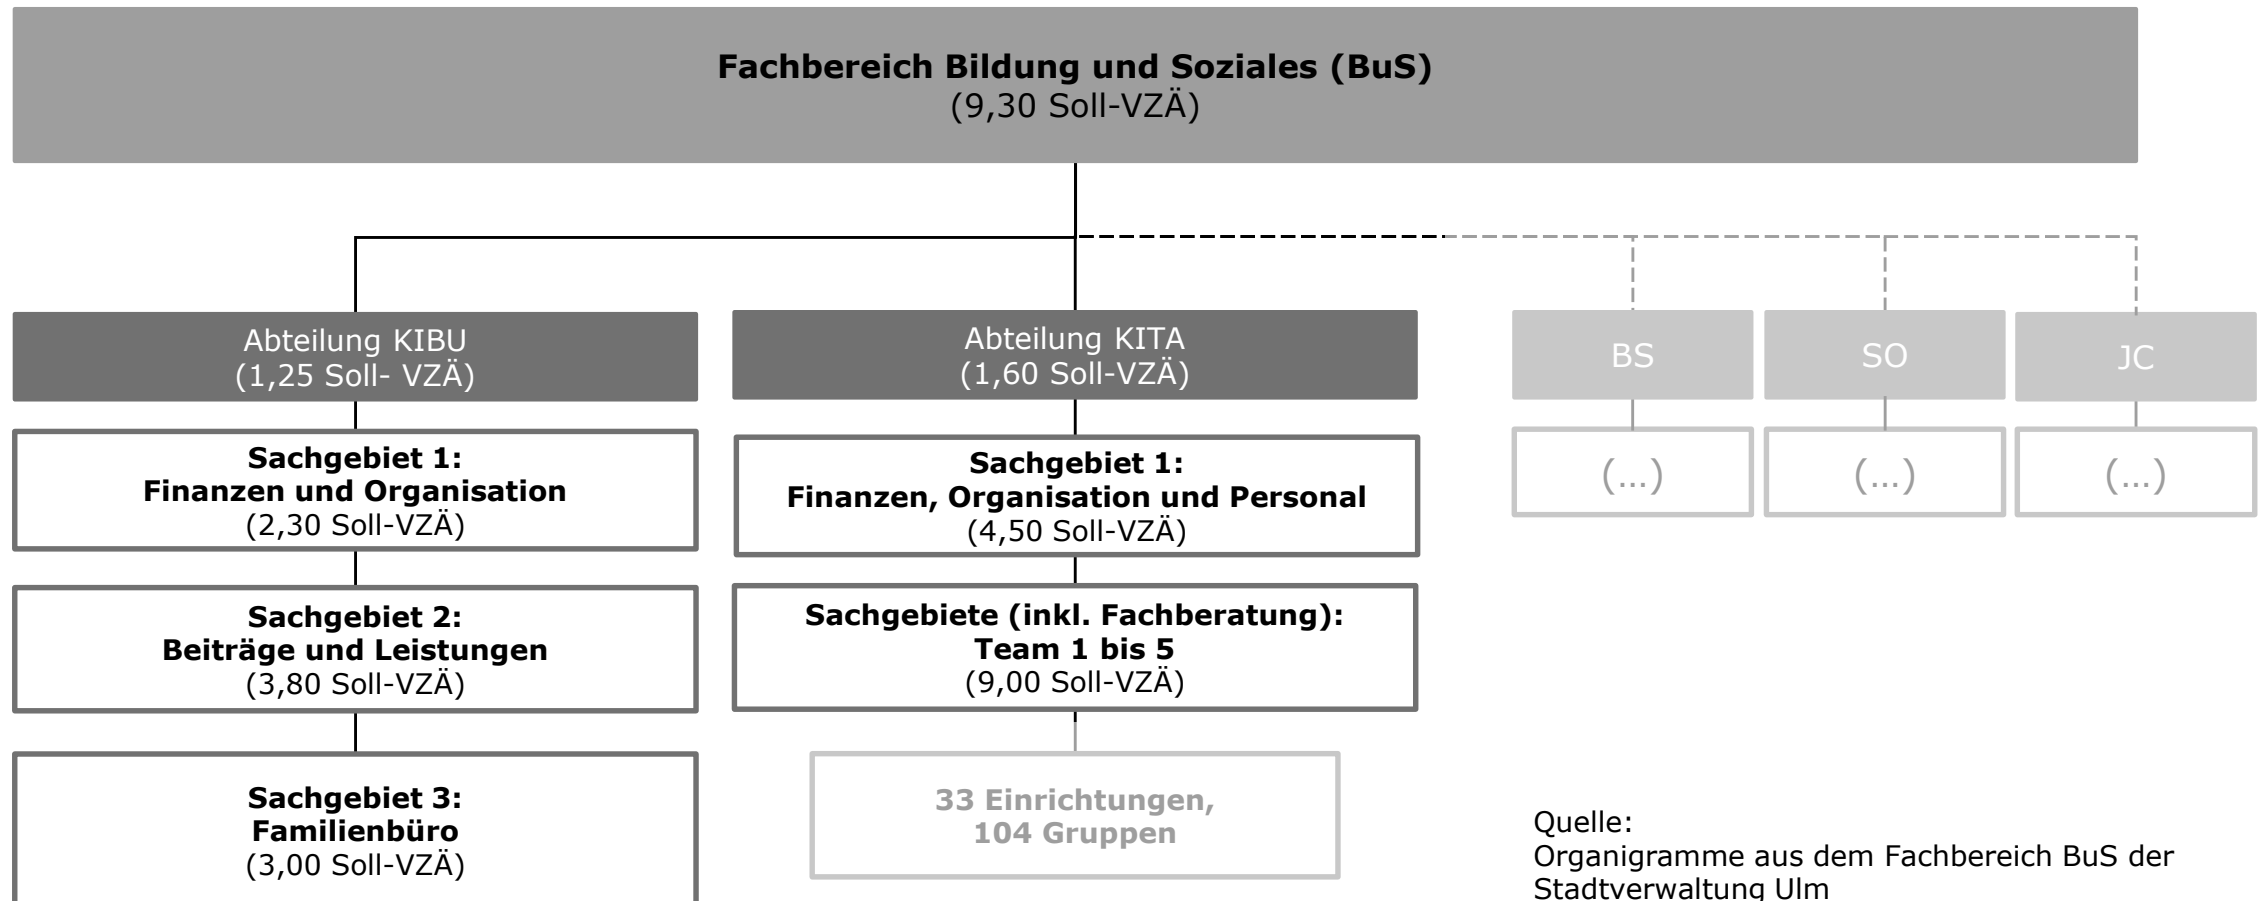 Fachbereich Bildung und Soziales (BuS)
(9,30 Soll-VZÄ)
Abteilung KIBU
(1,25 Soll- VZÄ)
Sachgebiet 1:
Finanzen und Organisation
(2,30 Soll-VZÄ)
Sachgebiet 2:
Beiträge und Leistungen
(3,80 Soll-VZÄ)
Sachgebiet 3:
Familienbüro
(3,00 Soll-VZÄ)
Abteilung KITA
(1,60 Soll-VZÄ)
Sachgebiet 1:
Finanzen, Organisation und Personal
(4,50 Soll-VZÄ)
Sachgebiete (inkl. Fachberatung):
Team 1 bis 5
(9,00 Soll-VZÄ)
33 Einrichtungen,
104 Gruppen
BS
(...)
SO
(...)
JC
(...)
Quelle:
Organigramme aus dem Fachbereich BuS der
Stadtverwaltung Ulm